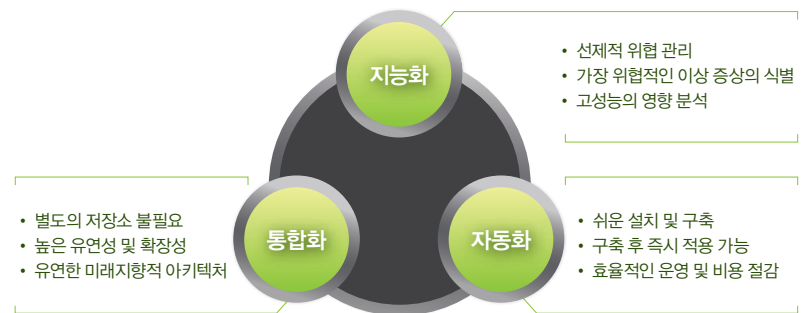 지능화
• 선제적 위협 관리
• 가장 위협적인 이상 증상의 식별
• 고성능의 영향 분석
통합화
• 별도의 저장소 불필요
• 높은 유연성 및 확장성
• 유연한 미래지향적 아키텍처
자동화
• 쉬운 설치 및 구축
• 구축 후 즉시 적용 가능
• 효율적인 운영 및 비용 절감